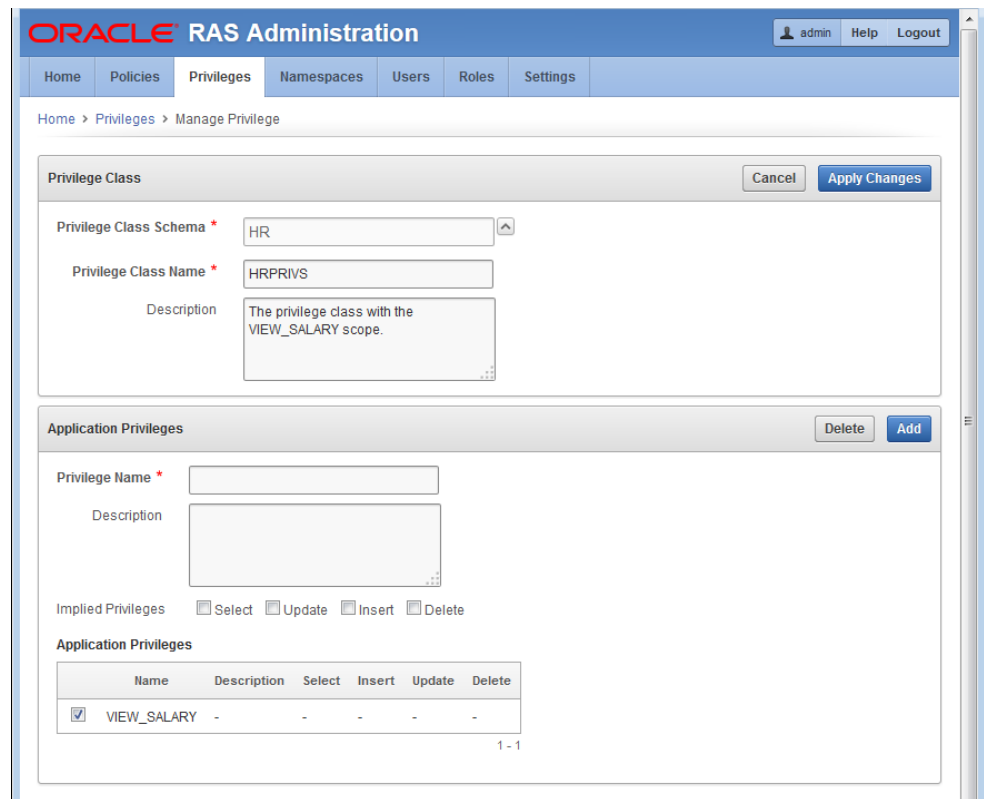 ORACLE RAS Administration
admin Help Logout
Home Policies Privileges Namespaces Users Roles Settings
Home > Privileges > Manage Privilege
Privilege Class
Cancel Apply Changes
Privilege Class Schema * HR
Privilege Class Name * HRPRIVS
Description The privilege class with the
VIEW_SALARY scope.
Application Privileges
Delete Add
Privilege Name *
Description
Implied Privileges Select Update Insert Delete
Application Privileges
Name Description Select Insert Update Delete
VIEW_SALARY - - - - -
1 - 1